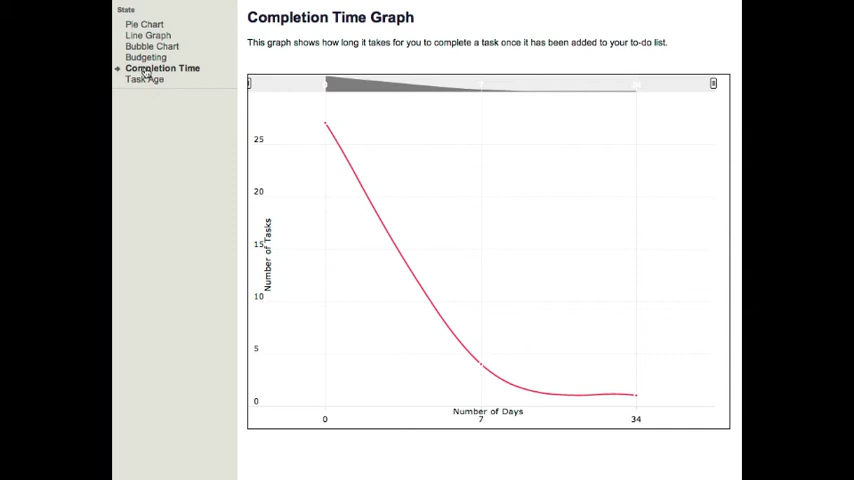 Stats
Pie Chart
Line Graph
Bubble Chart
Budgeting
Completion Time
Task Age
Completion Time Graph
This graph shows how long it takes for you to complete a task once it has been added to your to-do list.
25
20
15
10
5
0
Number of Tasks
Number of Days
0
7
34